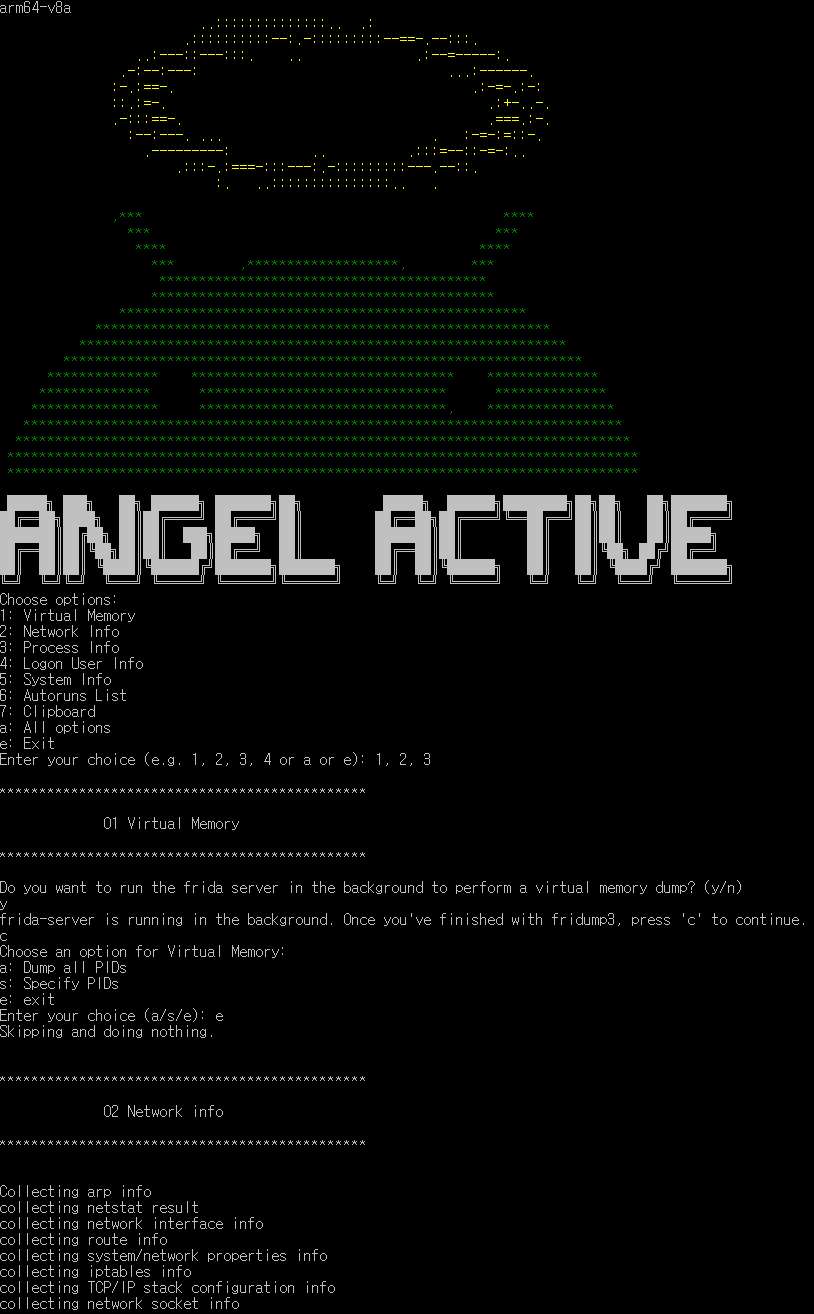 arm64-v8a
ANGEL ACTIVE
Choose options:
1: Virtual Memory
2: Network Info
3: Process Info
4: Logon User Info
5: System Info
6: Autoruns List
7: Clipboard
a: All options
e: Exit
Enter your choice (e.g. 1, 2, 3, 4 or a or e): 1, 2, 3
**********************************************
01 Virtual Memory
**********************************************
Do you want to run the frida server in the background to perform a virtual memory dump? (y/n)
y
frida-server is running in the background. Once you've finished with fridump3, press 'c' to continue.
c
Choose an option for Virtual Memory:
a: Dump all PIDs
s: Specify PIDs
e: exit
Enter your choice (a/s/e): e
Skipping and doing nothing.
**********************************************
02 Network info
**********************************************
Collecting arp info
collecting netstat result
collecting network interface info
collecting route info
collecting system/network properties info
collecting iptables info
collecting TCP/IP stack configuration info
collecting network socket info